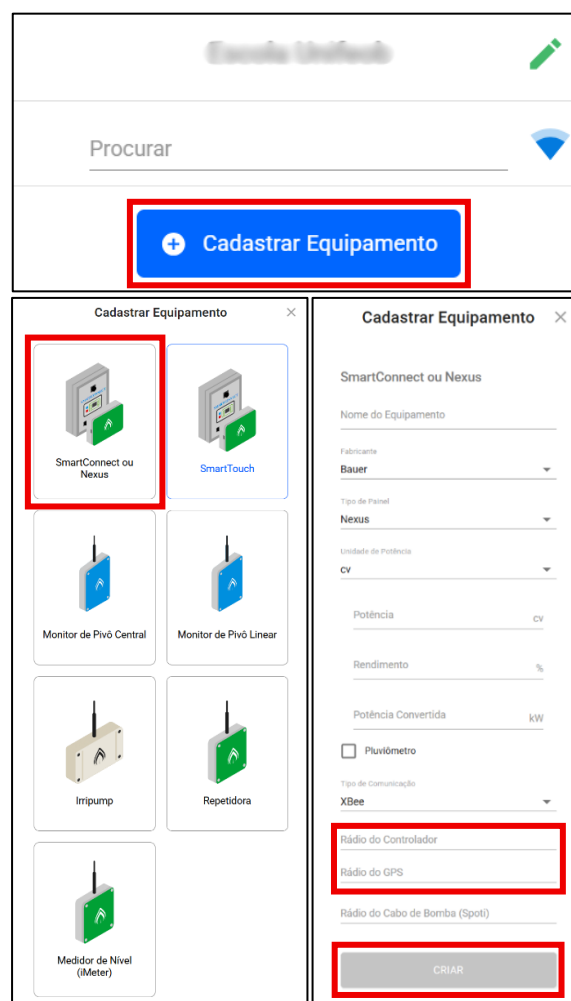 Procurar
Cadastrar Equipamento
Cadastrar Equipamento
SmartConnect ou
Nexus
SmartTouch
Monitor de Pivô Central
Monitor de Pivô Linear
Irripump
Repetidora
Medidor de Nível
(iMeter)
Cadastrar Equipamento
SmartConnect ou Nexus
Nome do Equipamento
Fabricante
Bauer
Tipo de Painel
Nexus
Unidade de Potência
cv
Potência cv
Rendimento %
Potência Convertida kW
Pluviômetro
Tipo de Comunicação
XBee
Rádio do Controlador
Rádio do GPS
Rádio do Cabo de Bomba (Spoti)
CRIAR